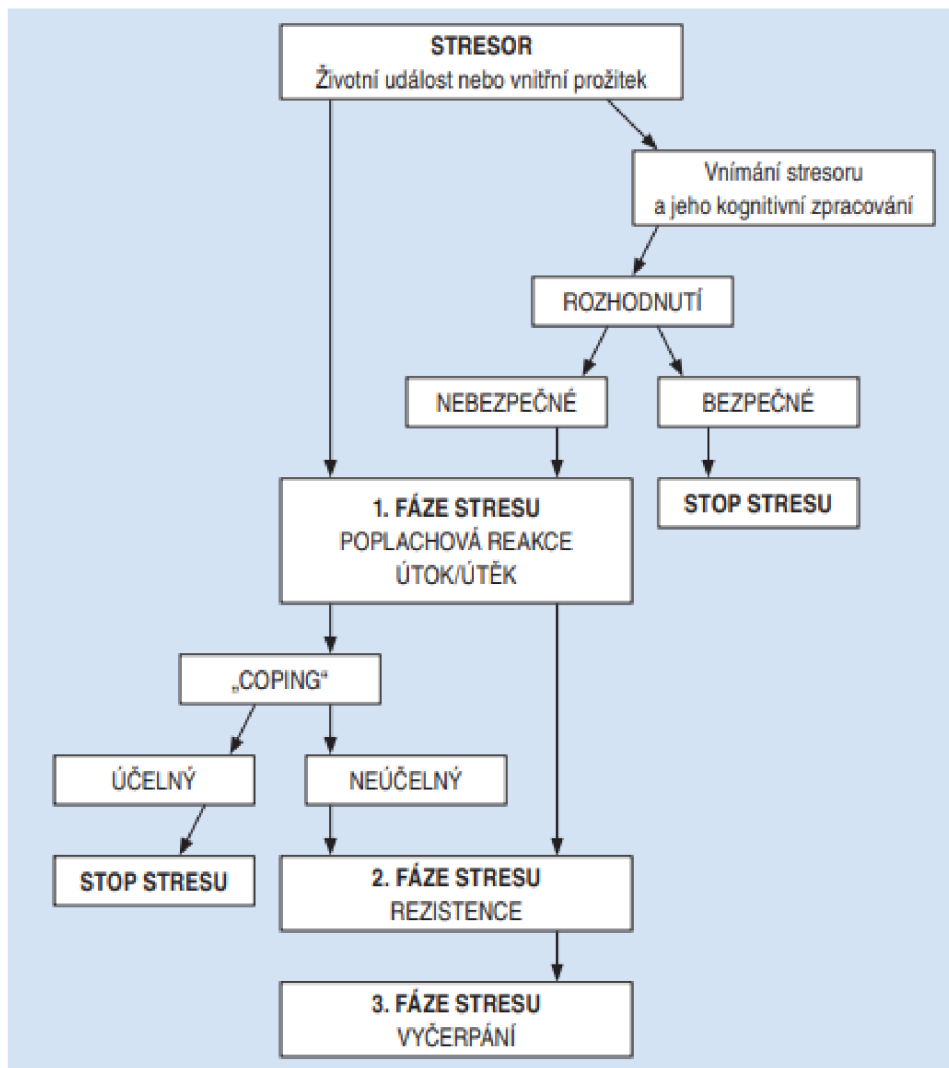 STRESOR
Životní událost nebo vnitřní prožitek
Vnímání stresoru
a jeho kognitivní zpracování
ROZHODNUTÍ
NEBEZPEČNÉ
BEZPEČNÉ
1. FÁZE STRESU
POPLACHOVÁ REAKCE
ÚTOK/ÚTĚK
STOP STRESU
„COPING“
ÚČELNÝ
NEÚČELNÝ
STOP STRESU
2. FÁZE STRESU
REZISTENCE
3. FÁZE STRESU
VYČERPÁNÍ